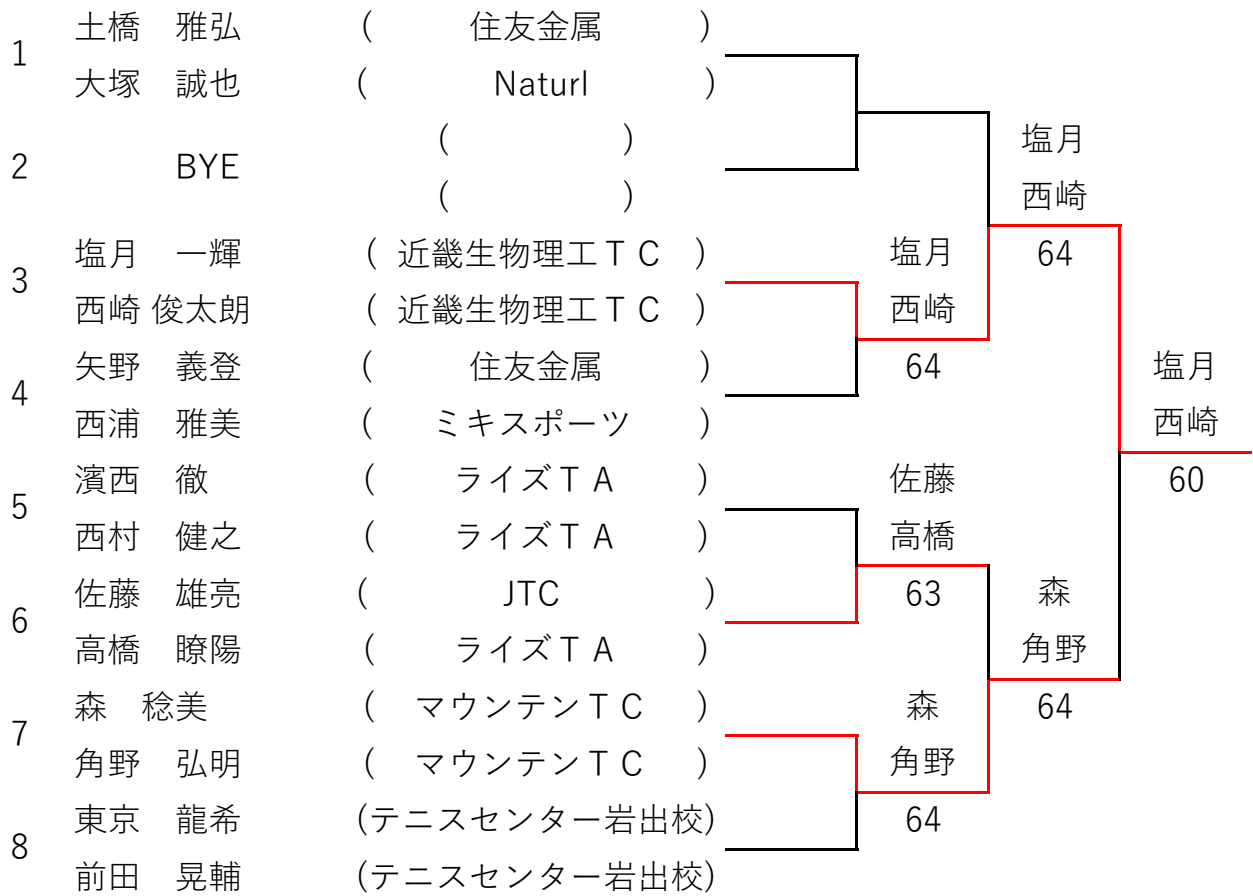 1
土橋　雅弘 ( 住友金属 )
大塚　誠也 ( Naturl )
2
BYE ( )
( )
3
塩月　一輝 ( 近畿生物理工ＴＣ )
西崎 俊太朗 ( 近畿生物理工ＴＣ )
4
矢野　義登 ( 住友金属 )
西浦　雅美 ( ミキスポーツ )
5
濱西　徹 ( ライズＴＡ )
西村　健之 ( ライズＴＡ )
6
佐藤　雄亮 ( JTC )
高橋　瞭陽 ( ライズＴＡ )
7
森　稔美 ( マウンテンＴＣ )
角野　弘明 ( マウンテンＴＣ )
8
東京　龍希 (テニスセンター岩出校)
前田　晃輔 (テニスセンター岩出校)
塩月
西崎
64
佐藤
高橋
63
森
角野
64
塩月
西崎
64
森
角野
64
塩月
西崎
60